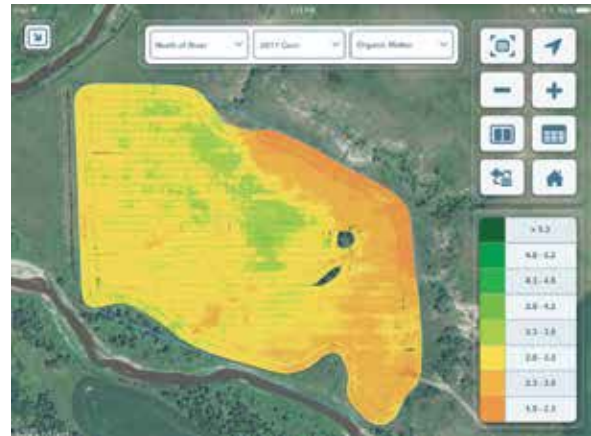 North of River
2017 Corn
Organic Matter
> 5.2
4.8 - 5.2
4.3 - 4.8
3.8 - 4.3
3.3 - 3.8
2.8 - 3.3
2.3 - 2.8
1.8 - 2.3